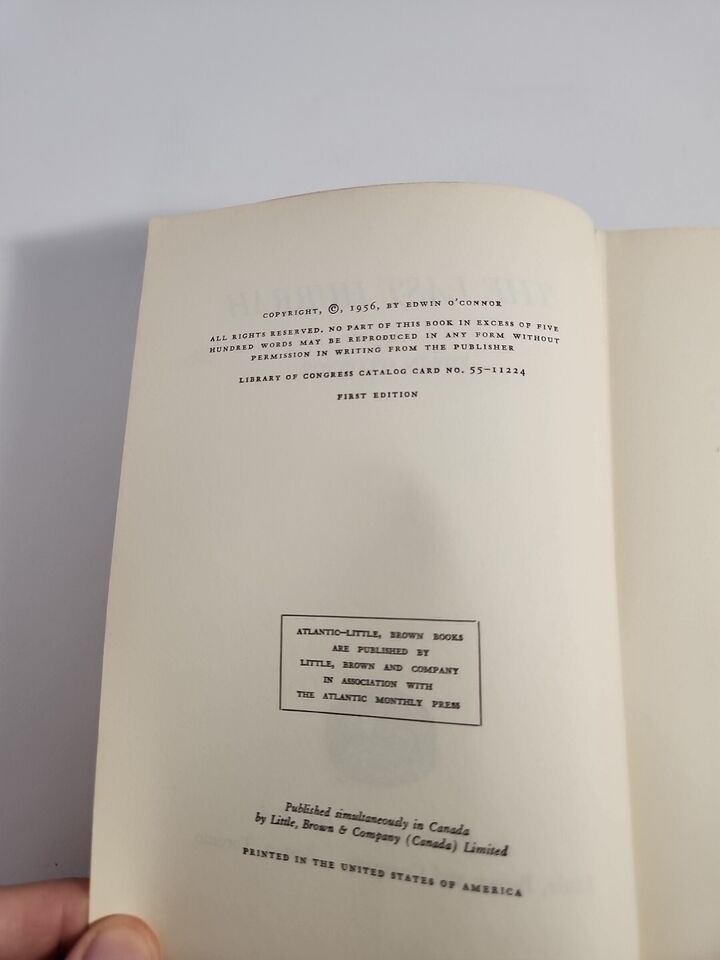 COPYRIGHT, ©, 1956, BY EDWIN O'CONNOR
ALL RIGHTS RESERVED. NO PART OF THIS BOOK IN EXCESS OF FIVE
HUNDRED WORDS MAY BE REPRODUCED IN ANY FORM WITHOUT
PERMISSION IN WRITING FROM THE PUBLISHER
LIBRARY OF CONGRESS CATALOG CARD NO. 55-11224
FIRST EDITION
ATLANTIC-LITTLE, BROWN BOOKS
ARE PUBLISHED BY
LITTLE, BROWN AND COMPANY
IN ASSOCIATION WITH
THE ATLANTIC MONTHLY PRESS
Published simultaneously in Canada
by Little, Brown & Company (Canada) Limited
PRINTED IN THE UNITED STATES OF AMERICA